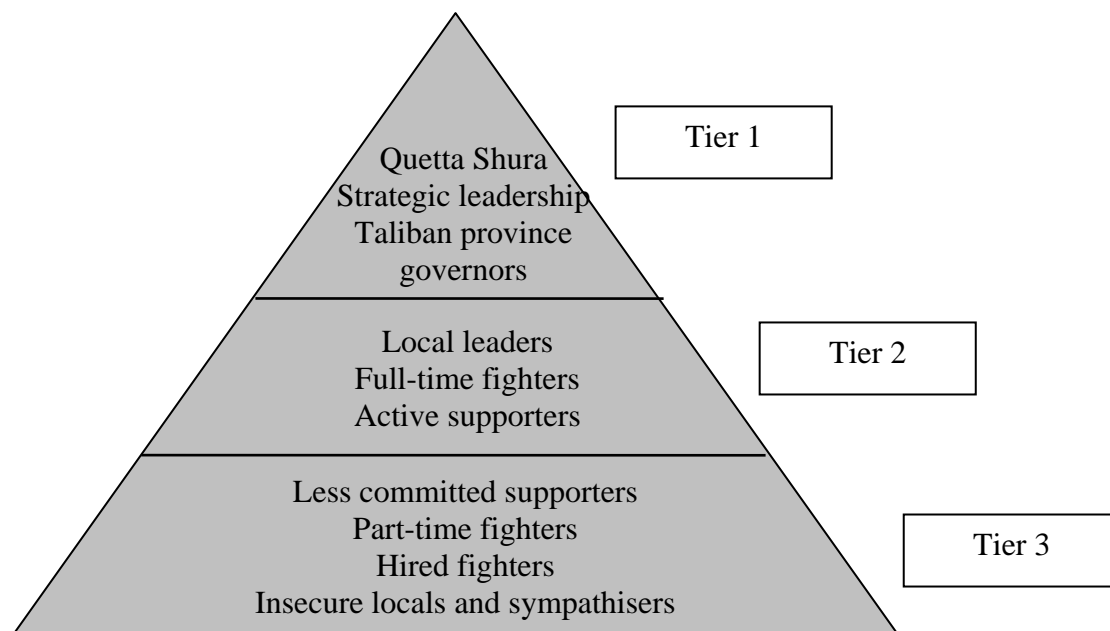 Tier 1
Quetta Shura
Strategic leadership
Taliban province
governors
Tier 2
Local leaders
Full-time fighters
Active supporters
Tier 3
Less committed supporters
Part-time fighters
Hired fighters
Insecure locals and sympathisers